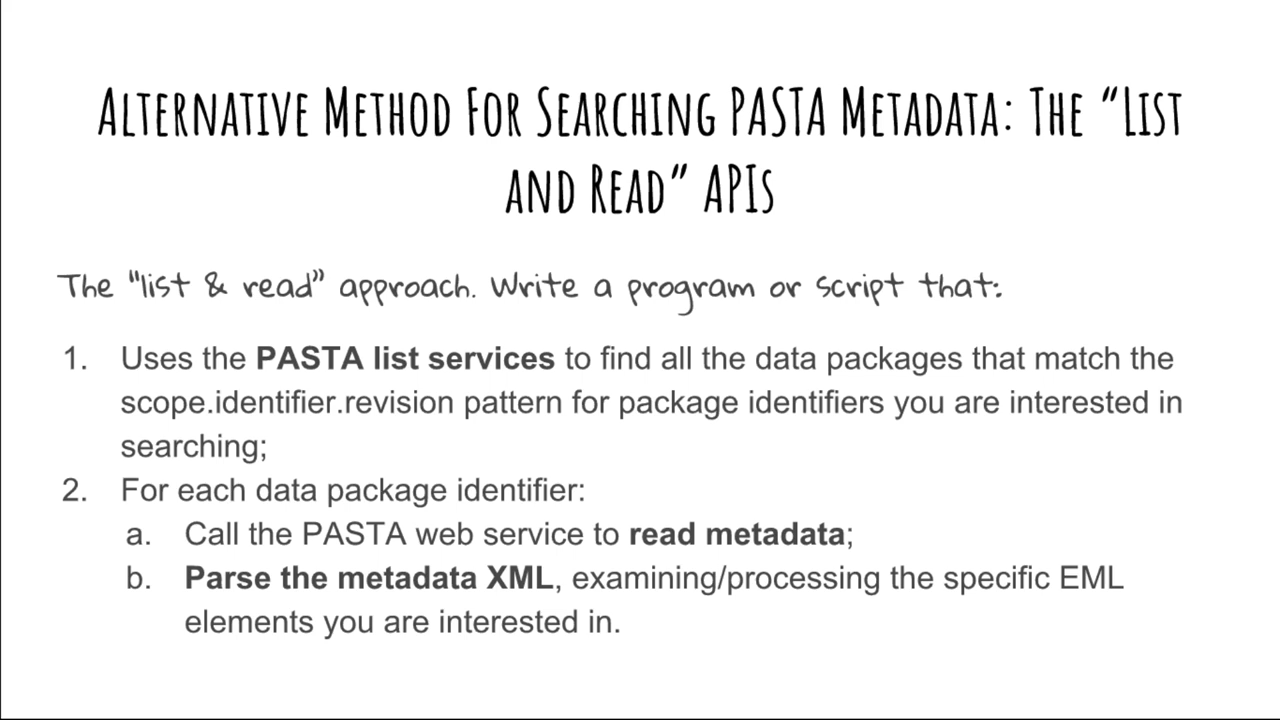 Alternative Method For Searching PASTA Metadata: The “List
and Read” APIs
The "list & read" approach. Write a program or script that:
1. Uses the PASTA list services to find all the data packages that match the
scope.identifier.revision pattern for package identifiers you are interested in
searching;
2. For each data package identifier:
a. Call the PASTA web service to read metadata;
b. Parse the metadata XML, examining/processing the specific EML
elements you are interested in.